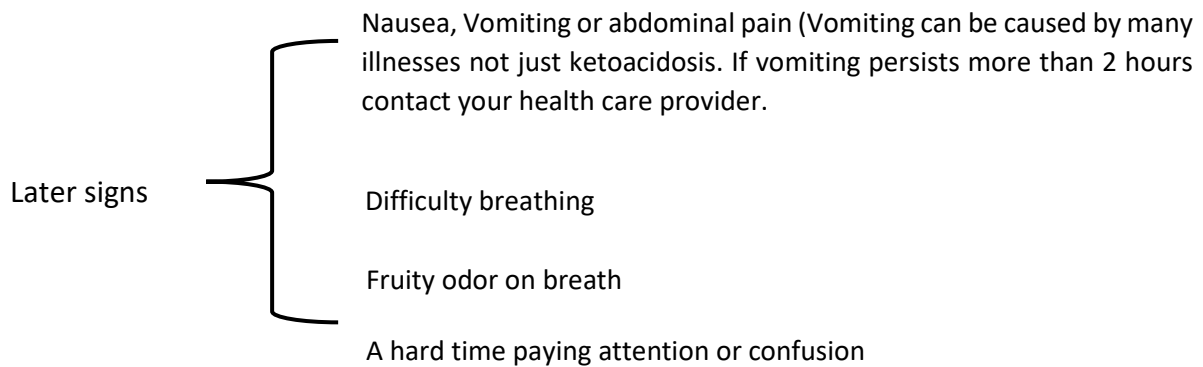 Nausea, Vomiting or abdominal pain (Vomiting can be caused by many
illnesses not just ketoacidosis. If vomiting persists more than 2 hours
contact your health care provider.
Later signs
Difficulty breathing
Fruity odor on breath
A hard time paying attention or confusion